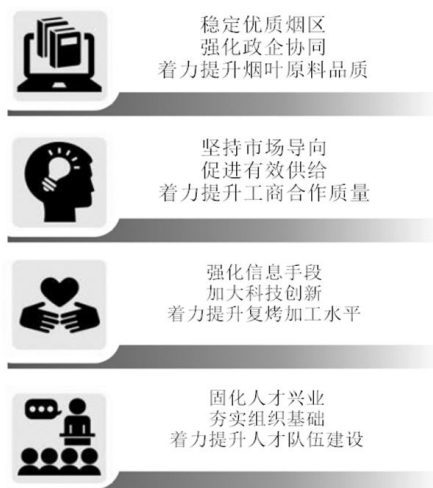 稳定优质烟区
强化政企协同
着力提升烟叶原料品质
坚持市场导向
促进有效供给
着力提升工商合作质量
强化信息手段
加大科技创新
着力提升复烤加工水平
固化人才兴业
夯实组织基础
着力提升人才队伍建设